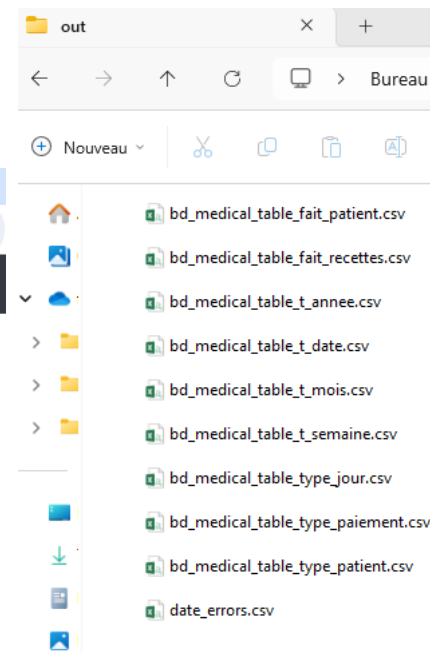 out
Bureau
Nouveau
bd_medical_table_fait_patient.csv
bd_medical_table_fait_recettes.csv
bd_medical_table_t_annee.csv
bd_medical_table_t_date.csv
bd_medical_table_t_mois.csv
bd_medical_table_t_semaine.csv
bd_medical_table_type_jour.csv
bd_medical_table_type_paiement.csv
bd_medical_table_type_patient.csv
date_errors.csv